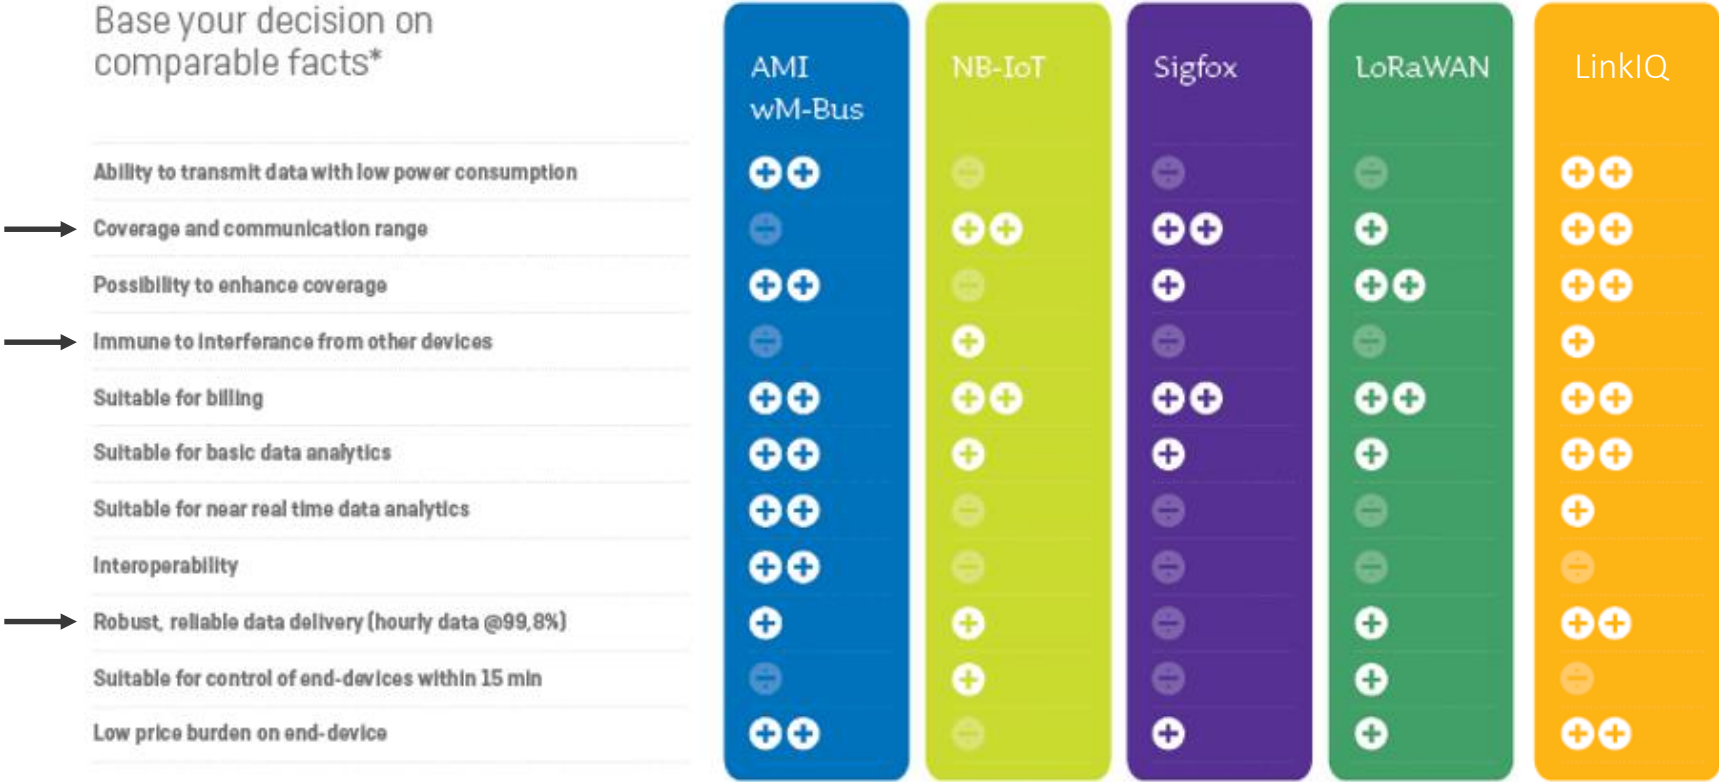 Base your decision on
comparable facts*
AMI
wM-Bus
NB-IoT
Sigfox
LoRaWAN
LinkIQ
Ability to transmit data with low power consumption
Coverage and communication range
Possibility to enhance coverage
Immune to interferance from other devices
Suitable for billing
Suitable for basic data analytics
Suitable for near real time data analytics
Interoperability
Robust, reliable data delivery (hourly data @99,8%)
Suitable for control of end-devices within 15 min
Low price burden on end-device